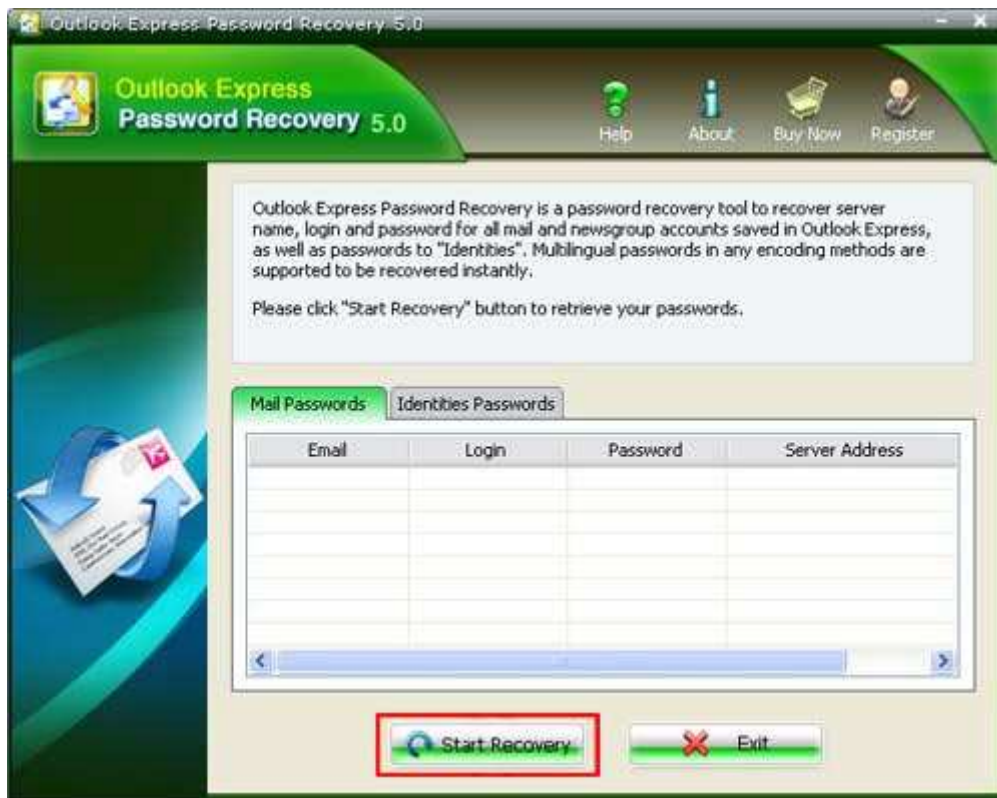 Outlook Express Password Recovery 5.0
Outlook Express
Password Recovery 5.0
Help
About
Buy Now
Register
Outlook Express Password Recovery is a password recovery tool to recover server
name, login and password for all mail and newsgroup accounts saved in Outlook Express,
as well as passwords to "Identities". Multilingual passwords in any encoding methods are
supported to be recovered instantly.
Please click "Start Recovery" button to retrieve your passwords.
Mail Passwords
Identities Passwords
Email
Login
Password
Server Address
Start Recovery
Exit